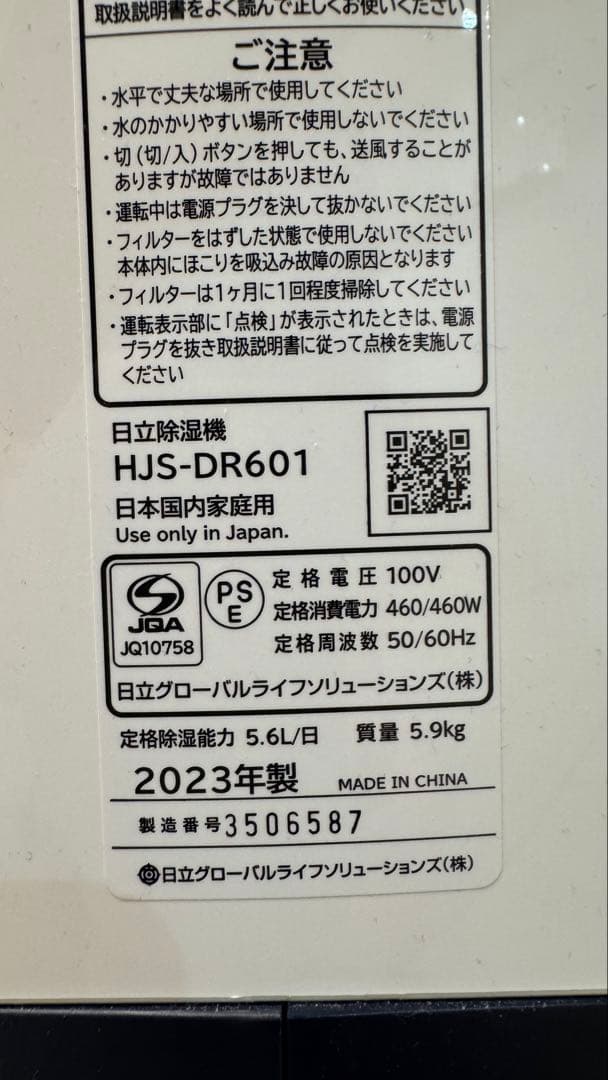 取扱説明書をよく読んで正しくお使いください
ご注意
・水平で丈夫な場所で使用してください
・水のかかりやすい場所で使用しないでください
・切（切/入）ボタンを押しても、送風することが
ありますが故障ではありません
・運転中は電源プラグを決して抜かないでください
・フィルターをはずした状態で使用しないでください
本体内にほこりを吸込み故障の原因となります
・フィルターは1ヶ月に1回程度掃除してください
・運転表示部に「点検」が表示されたときは、電源
プラグを抜き取扱説明書に従って点検を実施して
ください
日立除湿機
HJS-DR601
日本国内家庭用
Use only in Japan.
JQA
JQ10758
PS
E
定格電圧 100V
定格消費電力 460/460W
定格周波数 50/60Hz
日立グローバルライフソリューションズ（株）
定格除湿能力 5.6L/日 質量 5.9kg
2023年製 MADE IN CHINA
製造番号 3506587
日立グローバルライフソリューションズ（株）